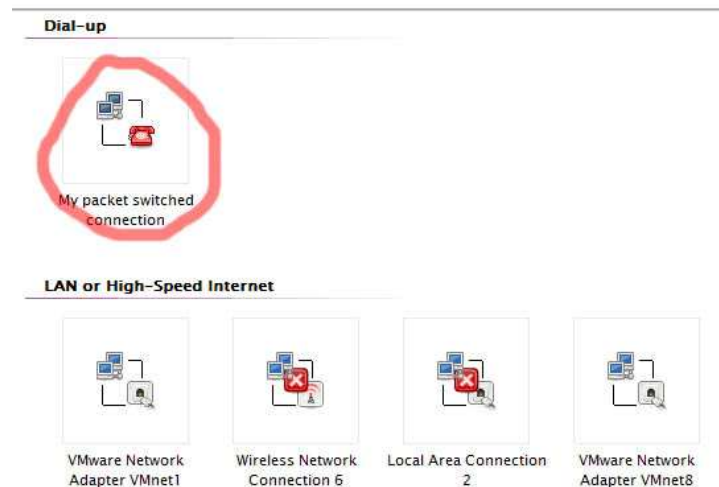 Dial-up
My packet switched
connection
LAN or High-Speed Internet
VMware Network
Adapter VMnet1
Wireless Network
Connection 6
Local Area Connection
2
VMware Network
Adapter VMnet8